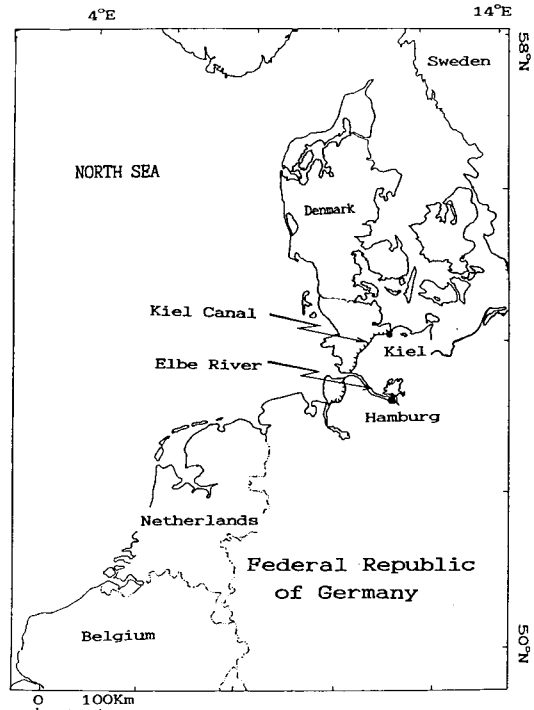 4°E
14°E
58°N
Sweden
NORTH SEA
Denmark
Kiel Canal
Kiel
Elbe River
Hamburg
Netherlands
Federal Republic
of Germany
Belgium
50°N
0 100Km